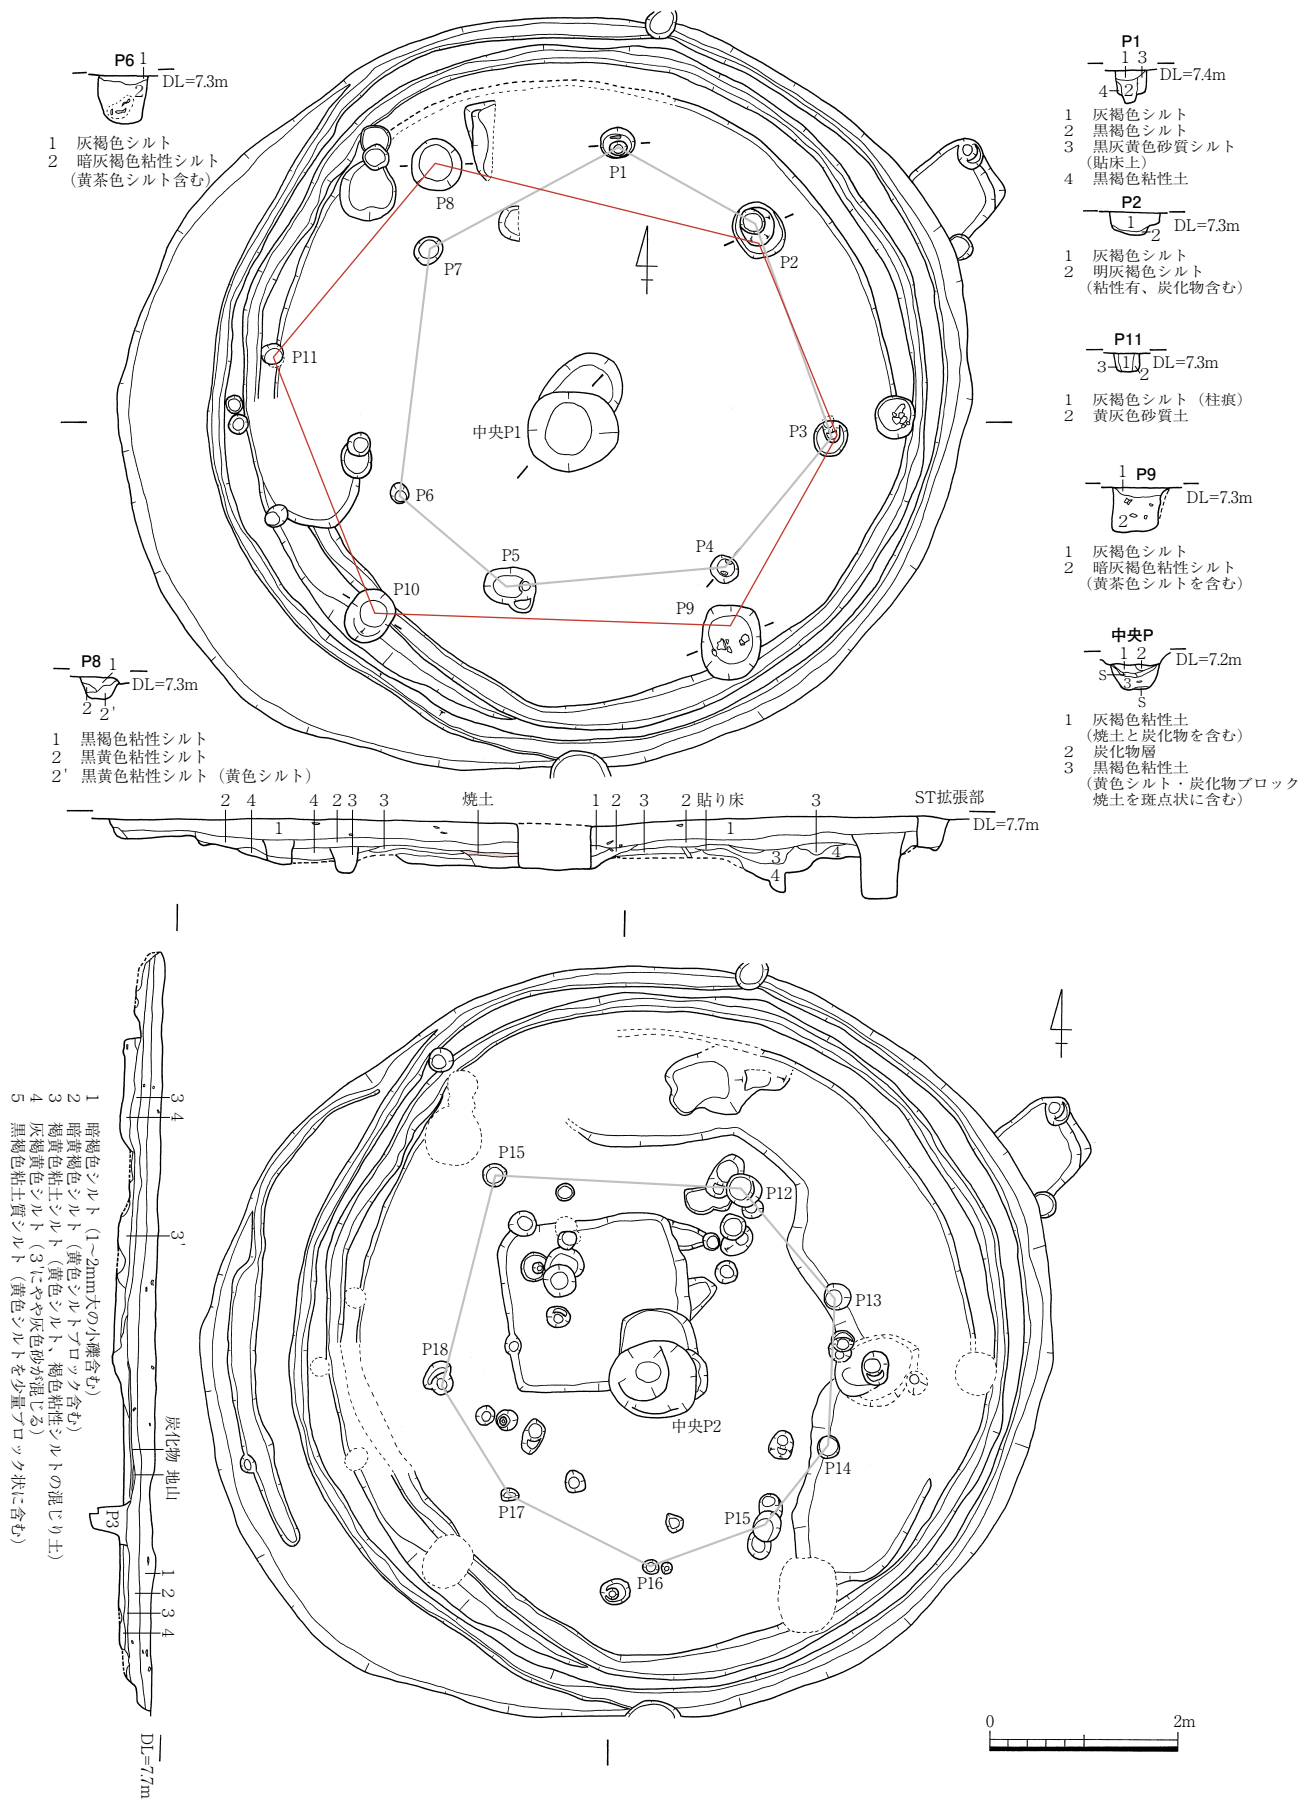 P6
1
2
DL=7.3m
1 灰褐色シルト
2 暗灰褐色粘性シルト
（黄茶色シルト含む）
P1
1 3
4 2
DL=7.4m
1 灰褐色シルト
2 黒褐色シルト
3 黒灰黄色砂質シルト
（貼床上）
4 黒褐色粘性土
P2
1
2
DL=7.3m
1 灰褐色シルト
2 明灰褐色シルト
（粘性有、炭化物含む）
P11
3 1 2
DL=7.3m
1 灰褐色シルト（柱痕）
2 黄灰色砂質土
1 P9
2
DL=7.3m
1 灰褐色シルト
2 暗灰褐色粘性シルト
（黄茶色シルトを含む）
中央P
1 2
S 3
S
DL=7.2m
1 灰褐色粘性土
（焼土と炭化物を含む）
2 炭化物層
3 黒褐色粘性土
（黄色シルト・炭化物ブロック
焼土を斑点状に含む）
P1
P8
P2
P7
P11
中央P1
P3
P6
P5
P4
P10
P9
P8 1
2 2'
DL=7.3m
1 黒褐色粘性シルト
2 黒黄色粘性シルト
2' 黒黄色粘性シルト（黄色シルト）
2 4 4 2 3 3 焼土 1 2 3 2 貼り床 3 ST拡張部
DL=7.7m
1 1
3 4
4
3
4
3'
炭化物 地山
P3
1
2
3
4
DL=7.7m
1 暗褐色シルト（1～2mm大の小礫含む）
2 暗黄褐色シルト（黄色シルトブロック含む）
3 褐黄色粘土シルト（黄色シルト、褐色粘性シルトの混じり土）
4 灰褐黄色シルト（3'にやや灰色砂が混じる）
5 黒褐色粘土質シルト（黄色シルトを少量ブロック状に含む）
P15
P12
P13
P18
中央P2
P14
P17
P15
P16
0 2m